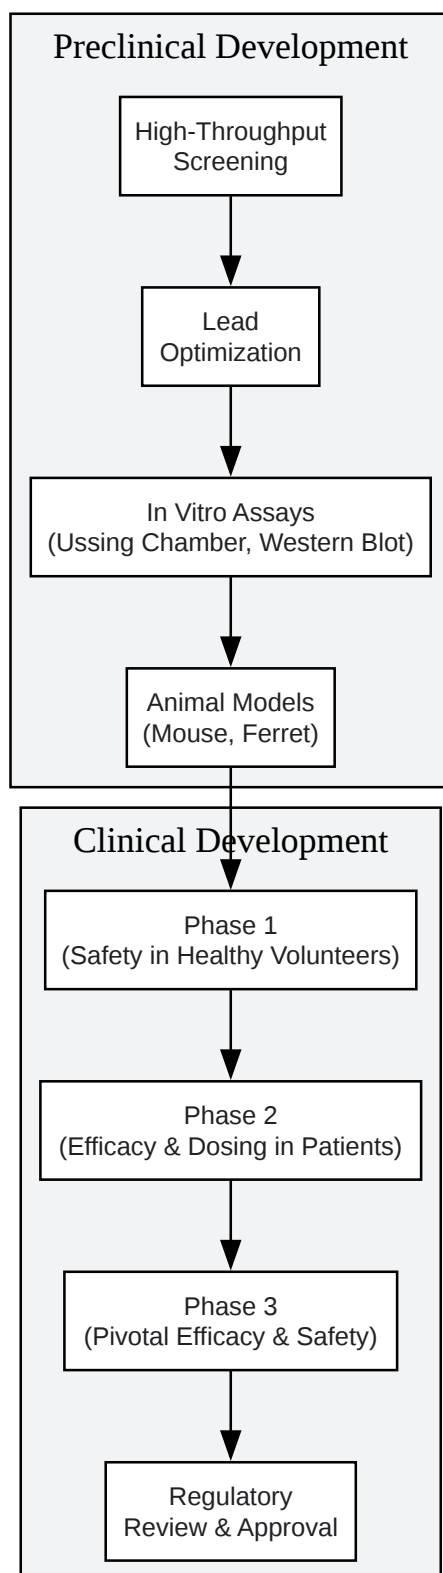 Preclinical Development
High-Throughput
Screening
Lead
Optimization
In Vitro Assays
(Ussing Chamber, Western Blot)
Animal Models
(Mouse, Ferret)
Clinical Development
Phase 1
(Safety in Healthy Volunteers)
Phase 2
(Efficacy & Dosing in Patients)
Phase 3
(Pivotal Efficacy & Safety)
Regulatory
Review & Approval